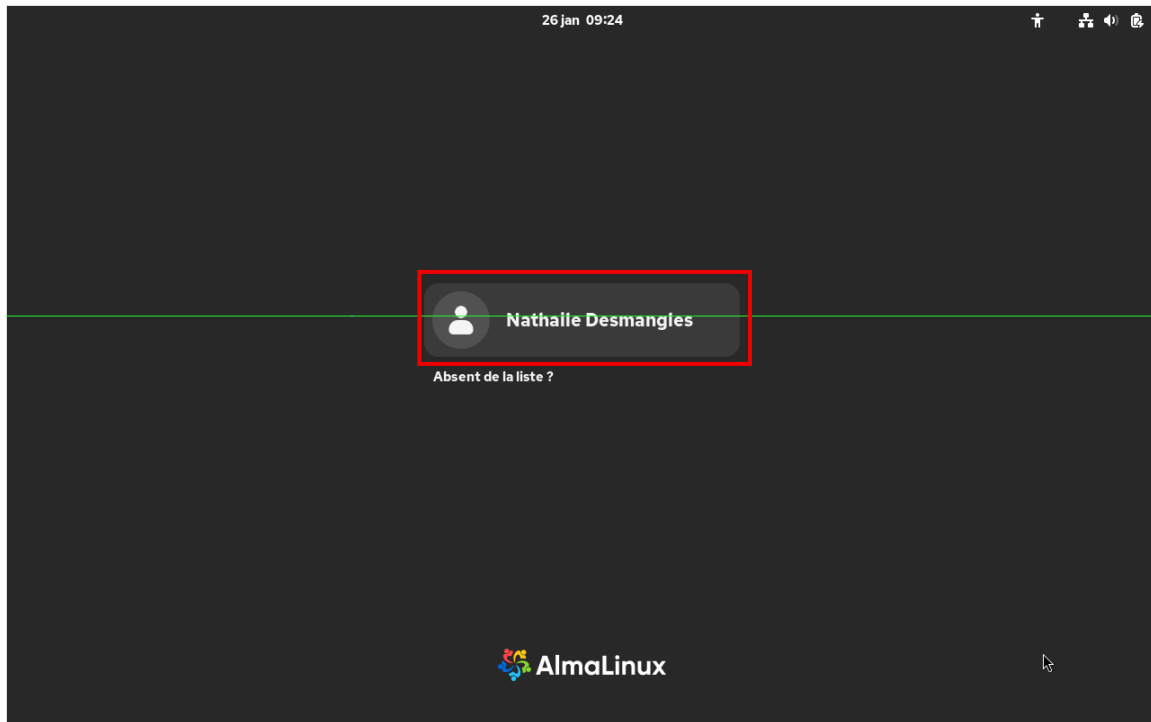 26 jan 09:24
Nathalie Desmangles
Absent de la liste ?
AlmaLinux